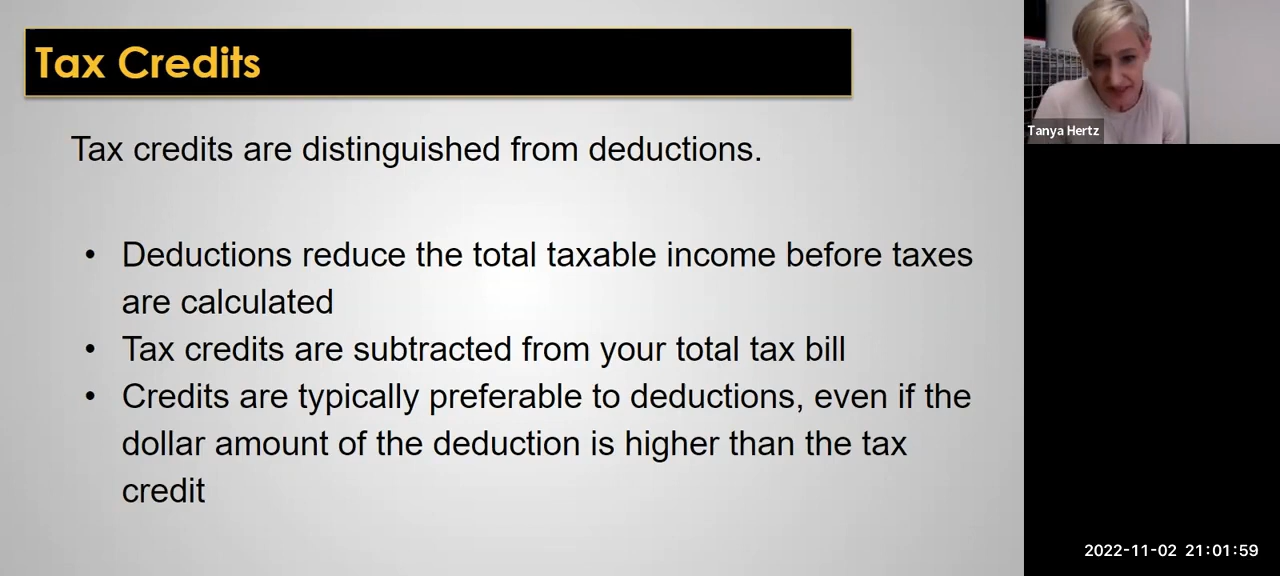 Tax Credits
Tax credits are distinguished from deductions.
• Deductions reduce the total taxable income before taxes
are calculated
• Tax credits are subtracted from your total tax bill
• Credits are typically preferable to deductions, even if the
dollar amount of the deduction is higher than the tax
credit
Tanya Hertz
2022-11-02 21:01:59